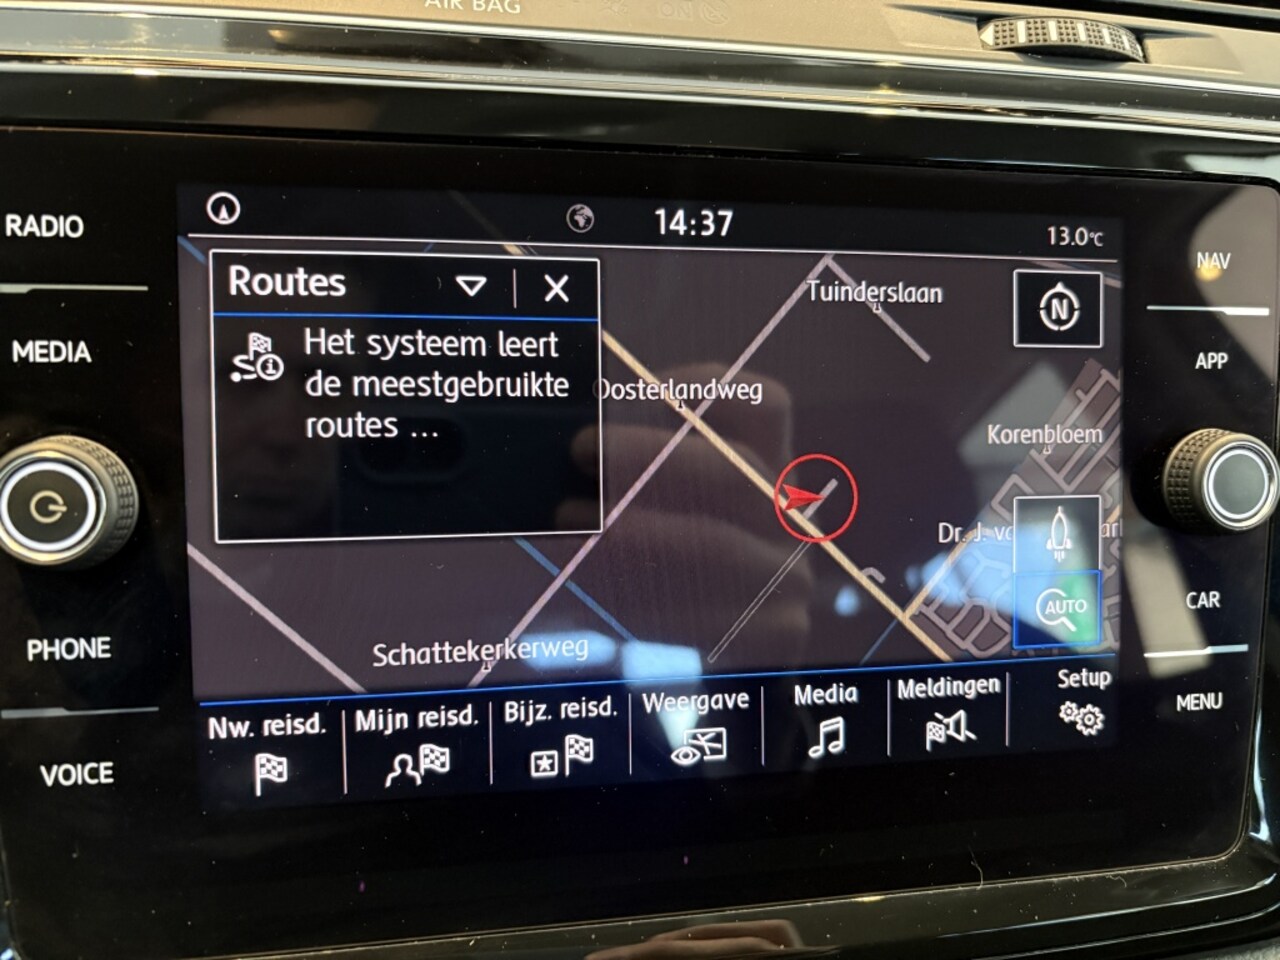 AIR BAG
RADIO
MEDIA
PHONE
VOICE
14:37
13.0°C
Routes
Het systeem leert
de meestgebruikte
routes ...
Tuinderslaan
N
Oosterlandweg
Korenbloem
Dr. J. v
AUTO
Schattekerkerweg
Nw. reisd.
Mijn reisd.
Bijz. reisd.
Weergave
Media
Meldingen
Setup
NAV
APP
CAR
MENU